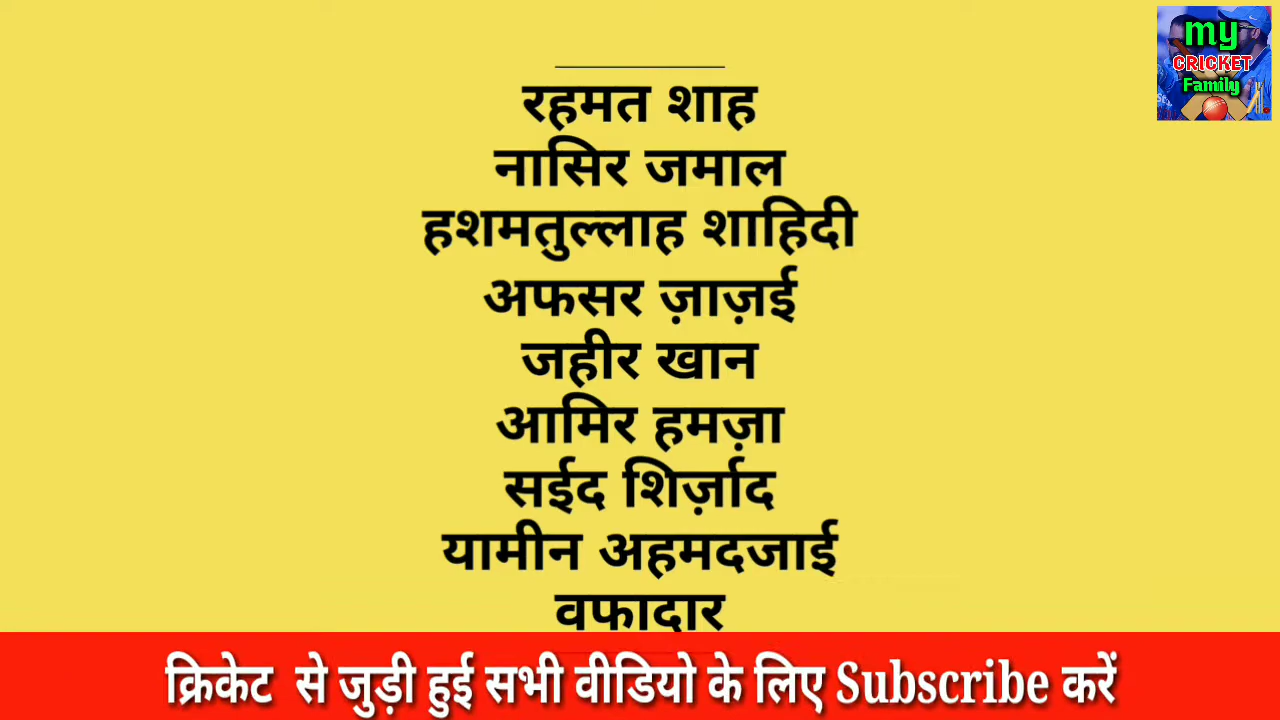 my
CRICKET
Family
रहमत शाह
नासिर जमाल
हशमतुल्लाह शाहिदी
अफसर ज़ाज़ई
जहीर खान
आमिर हमज़ा
सईद शिर्ज़ाद
यामीन अहमदजाई
वफादार
क्रिकेट से जुड़ी हुई सभी वीडियो के लिए Subscribe करें